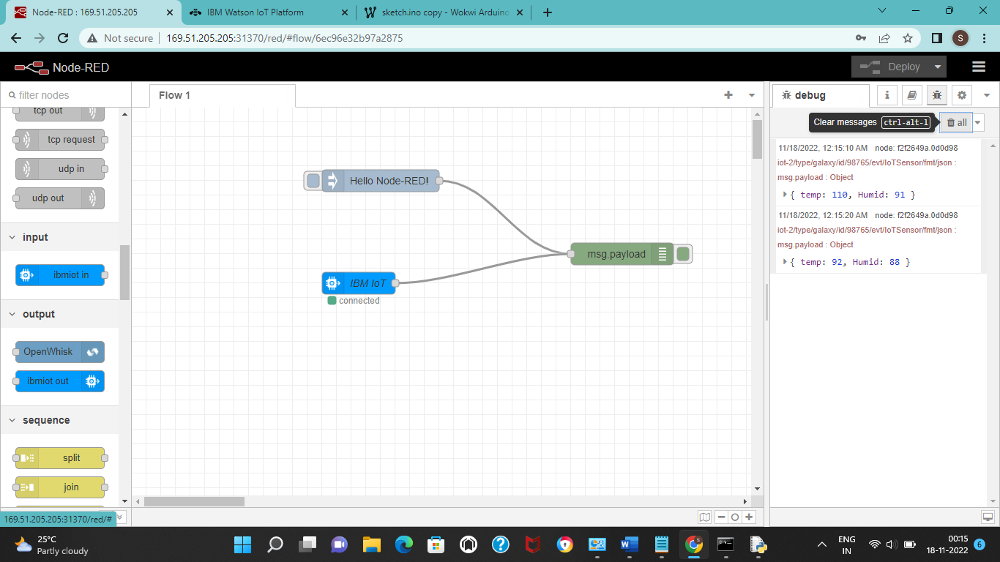 Node-RED : 169.51.205.205
IBM Watson IoT Platform
sketch.ino copy - Wokwi Arduino
Not secure
169.51.205.205:31370/red/#flow/6ec96e32b97a2875
S
Node-RED
Deploy
filter nodes
tcp out
tcp request
udp in
udp out
input
ibmiot in
output
OpenWhisk
ibmiot out
sequence
split
join
Flow 1
Hello Node-RED!
msg.payload
IBM IoT
connected
debug
i
Clear messages ctrl-alt-l
all
11/18/2022, 12:15:10 AM node: f2f2649a.0d0d98
iot-2/type/galaxy/id/98765/evt/IoTSensor/fmt/json :
msg.payload : Object
{ temp: 110, Humid: 91 }
11/18/2022, 12:15:20 AM node: f2f2649a.0d0d98
iot-2/type/galaxy/id/98765/evt/IoTSensor/fmt/json :
msg.payload : Object
{ temp: 92, Humid: 88 }
169.51.205.205:31370/red/#
25°C
Partly cloudy
ENG
IN
00:15
18-11-2022
6